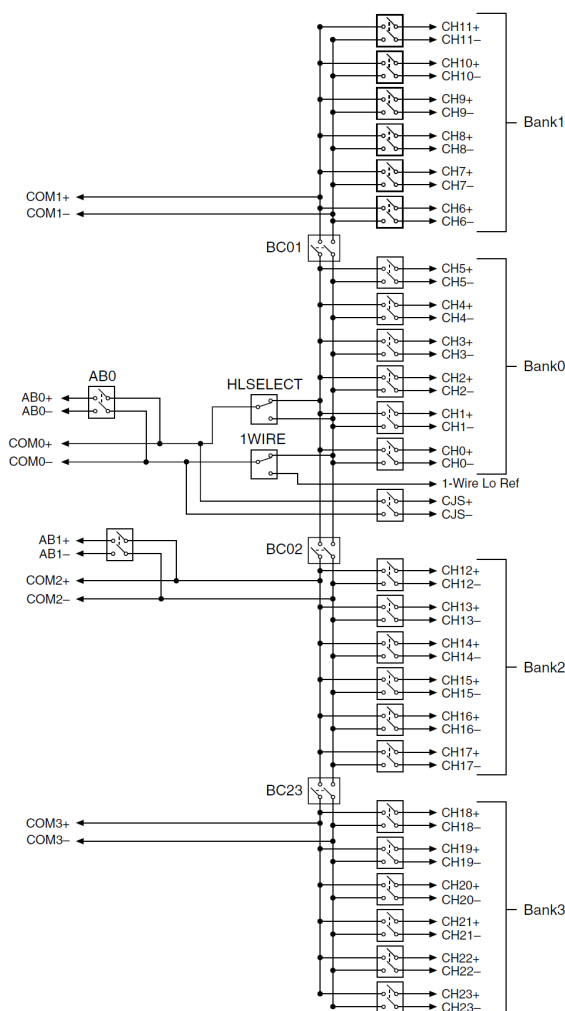 CH11+
CH11–
CH10+
CH10–
CH9+
CH9–
Bank1
CH8+
CH8–
CH7+
CH7–
COM1+
CH6+
COM1–
CH6–
BC01
CH5+
CH5–
CH4+
CH4–
CH3+
CH3–
Bank0
AB0
HLSELECT
CH2+
CH2–
AB0+
AB0–
CH1+
CH1–
COM0+
1WIRE
CH0+
COM0–
CH0–
1-Wire Lo Ref
CJS+
CJS–
AB1+
BC02
AB1–
CH12+
COM2+
CH12–
COM2–
CH13+
CH13–
CH14+
CH14–
Bank2
CH15+
CH15–
CH16+
CH16–
CH17+
CH17–
BC23
CH18+
COM3+
CH18–
COM3–
CH19+
CH19–
CH20+
CH20–
Bank3
CH21+
CH21–
CH22+
CH22–
CH23+
CH23–